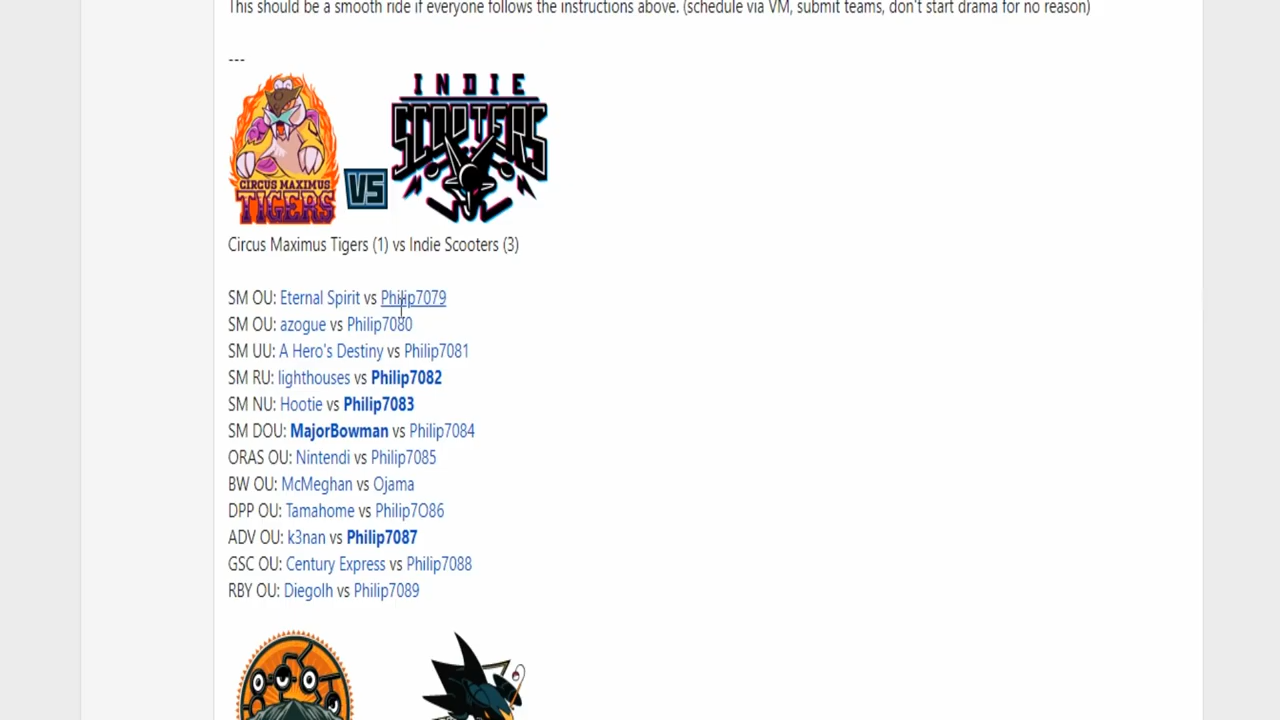 This should be a smooth ride if everyone follows the instructions above. (schedule via VM, submit teams, don't start drama for no reason)
---
CIRCUS MAXIMUS
TIGERS
VS
INDIE
SCOOTERS
Circus Maximus Tigers (1) vs Indie Scooters (3)
SM OU: Eternal Spirit vs Philip7079
SM OU: azogue vs Philip7080
SM UU: A Hero's Destiny vs Philip7081
SM RU: lighthouses vs Philip7082
SM NU: Hootie vs Philip7083
SM DOU: MajorBowman vs Philip7084
ORAS OU: Nintendi vs Philip7085
BW OU: McMeghan vs Ojama
DPP OU: Tamahome vs Philip7O86
ADV OU: k3nan vs Philip7087
GSC OU: Century Express vs Philip7088
RBY OU: Diegolh vs Philip7089